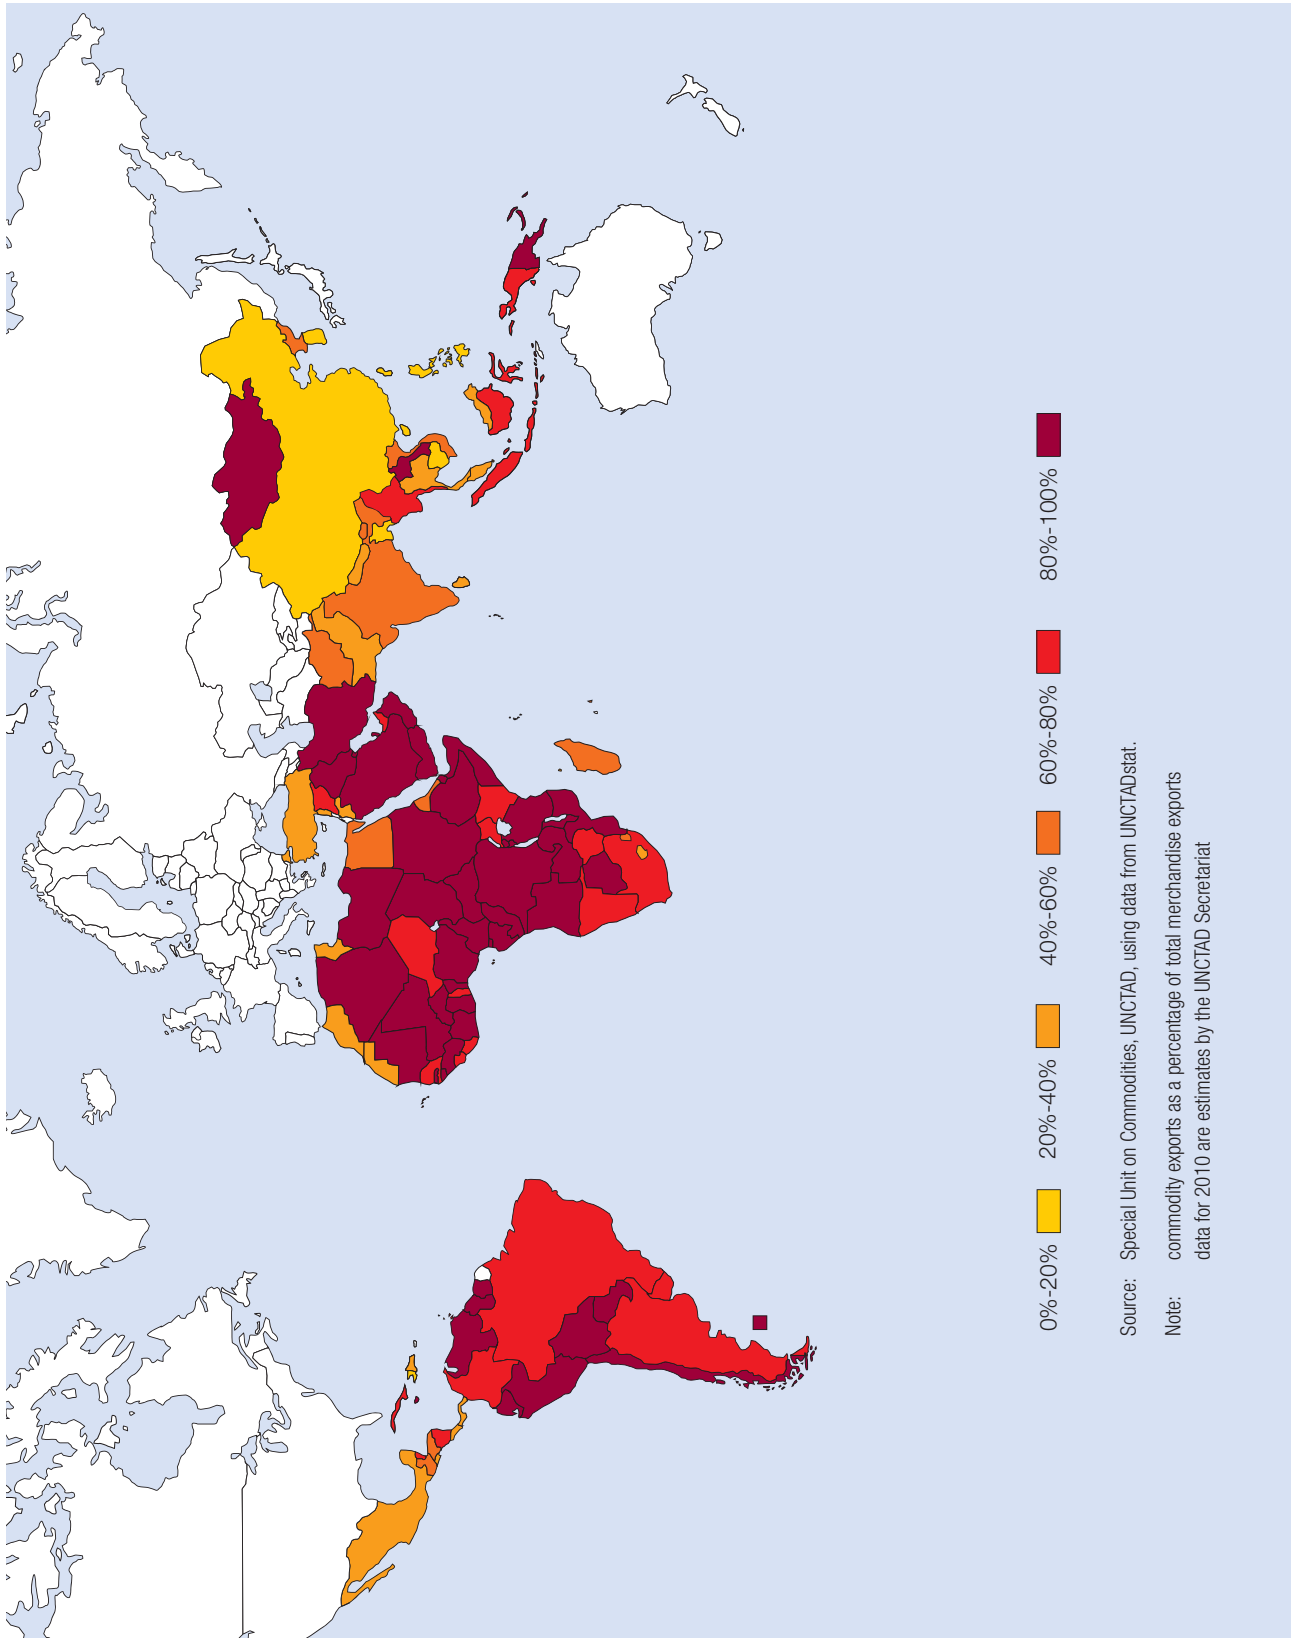 0%-20%
20%-40%
40%-60%
60%-80%
80%-100%
Source: Special Unit on Commodities, UNCTAD, using data from UNCTADstat.
Note: commodity exports as a percentage of total merchandise exports
data for 2010 are estimates by the UNCTAD Secretariat